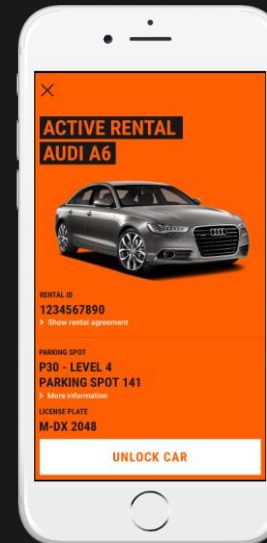 ACTIVE RENTAL
AUDI A6
RENTAL ID
1234567890
> Show rental agreement
PARKING SPOT
P30 - LEVEL 4
PARKING SPOT 141
> More information
LICENSE PLATE
M-DX 2048
UNLOCK CAR